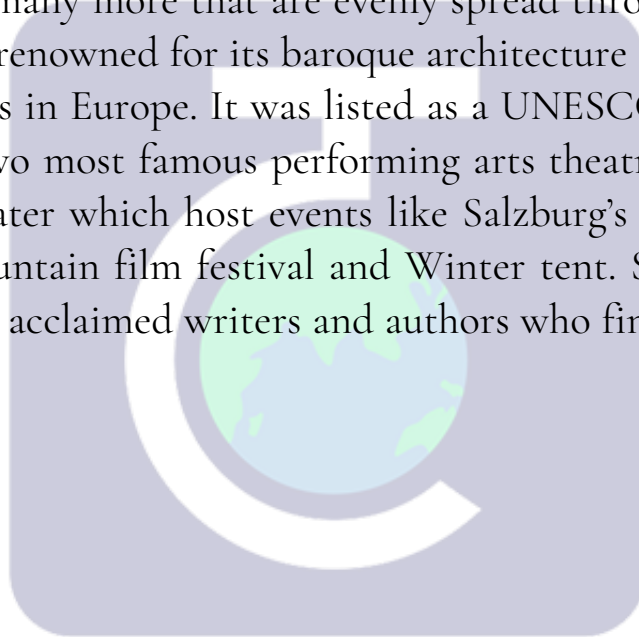 many more that are evenly spread thro
renowned for its baroque architecture
s in Europe. It was listed as a UNESCO
vo most famous performing arts theatr
ater which host events like Salzburg’s
untain film festival and Winter tent. S
acclaimed writers and authors who fin